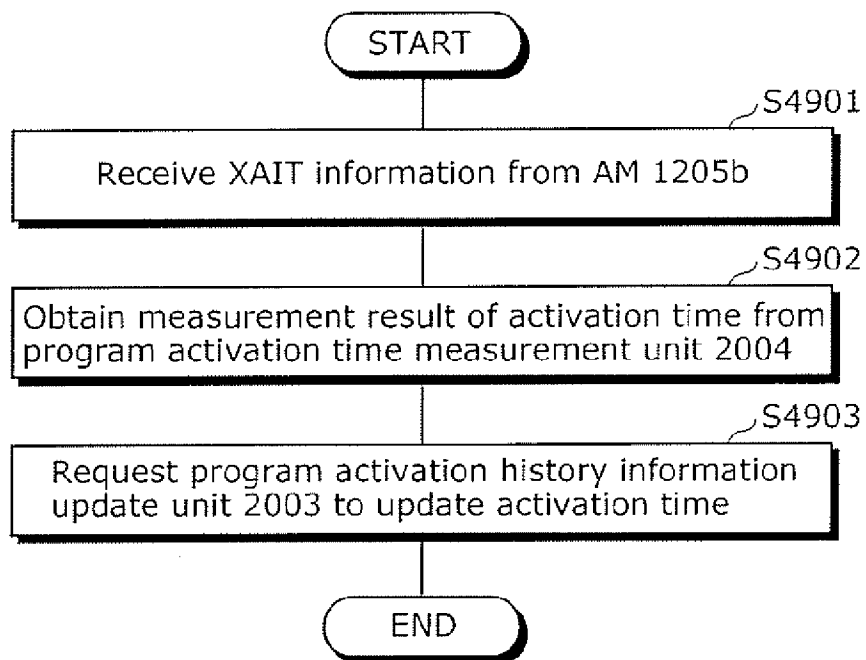 START
S4901
Receive XAIT information from AM 1205b
S4902
Obtain measurement result of activation time from
program activation time measurement unit 2004
S4903
Request program activation history information
update unit 2003 to update activation time
END